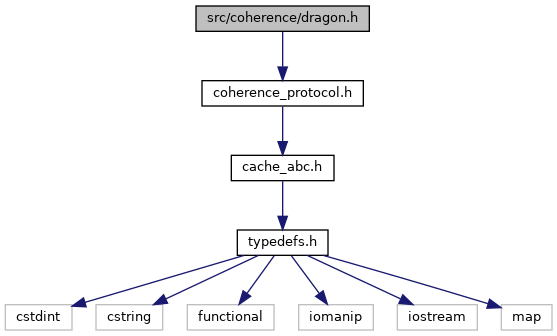 src/coherence/dragon.h
coherence_protocol.h
cache_abc.h
typedefs.h
cstdint
cstring
functional
iomanip
iostream
map